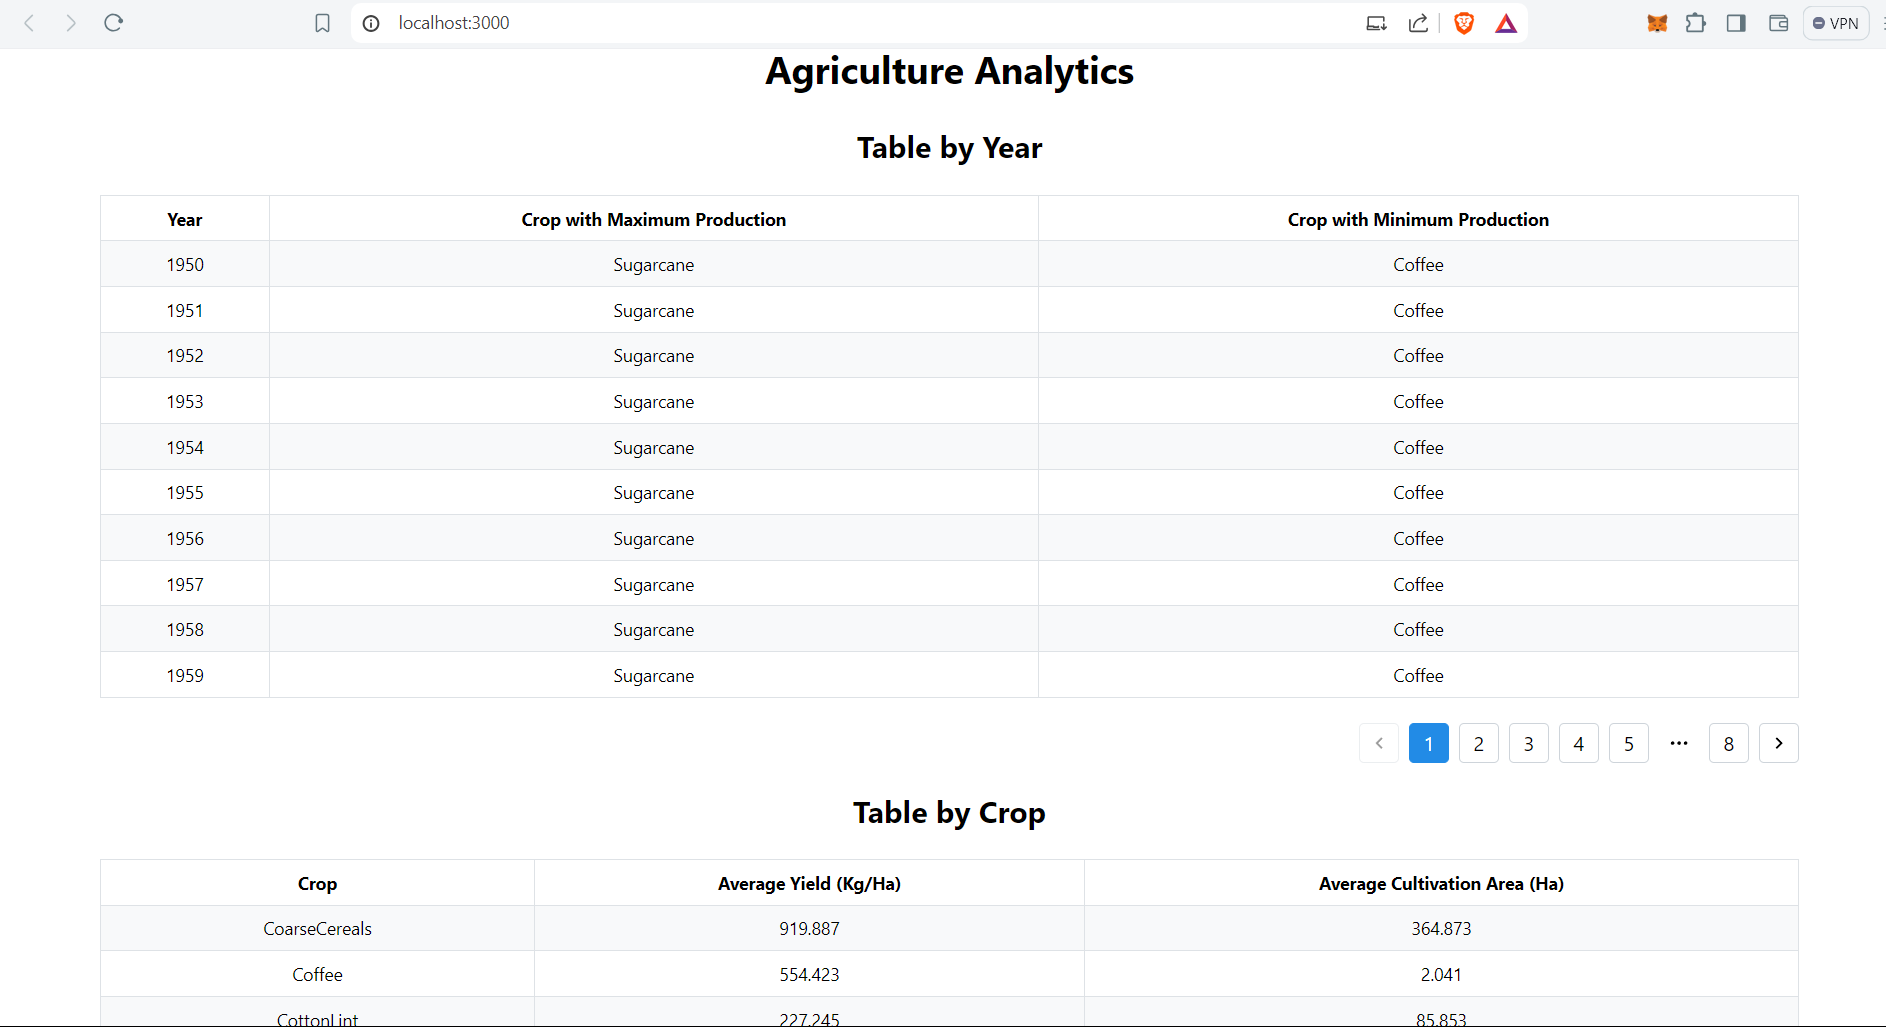 localhost:3000
VPN
Agriculture Analytics
Table by Year
Year Crop with Maximum Production Crop with Minimum Production
1950 Sugarcane Coffee
1951 Sugarcane Coffee
1952 Sugarcane Coffee
1953 Sugarcane Coffee
1954 Sugarcane Coffee
1955 Sugarcane Coffee
1956 Sugarcane Coffee
1957 Sugarcane Coffee
1958 Sugarcane Coffee
1959 Sugarcane Coffee
1 2 3 4 5 ••• 8
Table by Crop
Crop Average Yield (Kg/Ha) Average Cultivation Area (Ha)
CoarseCereals 919.887 364.873
Coffee 554.423 2.041
CottonLint 227.245 85.853